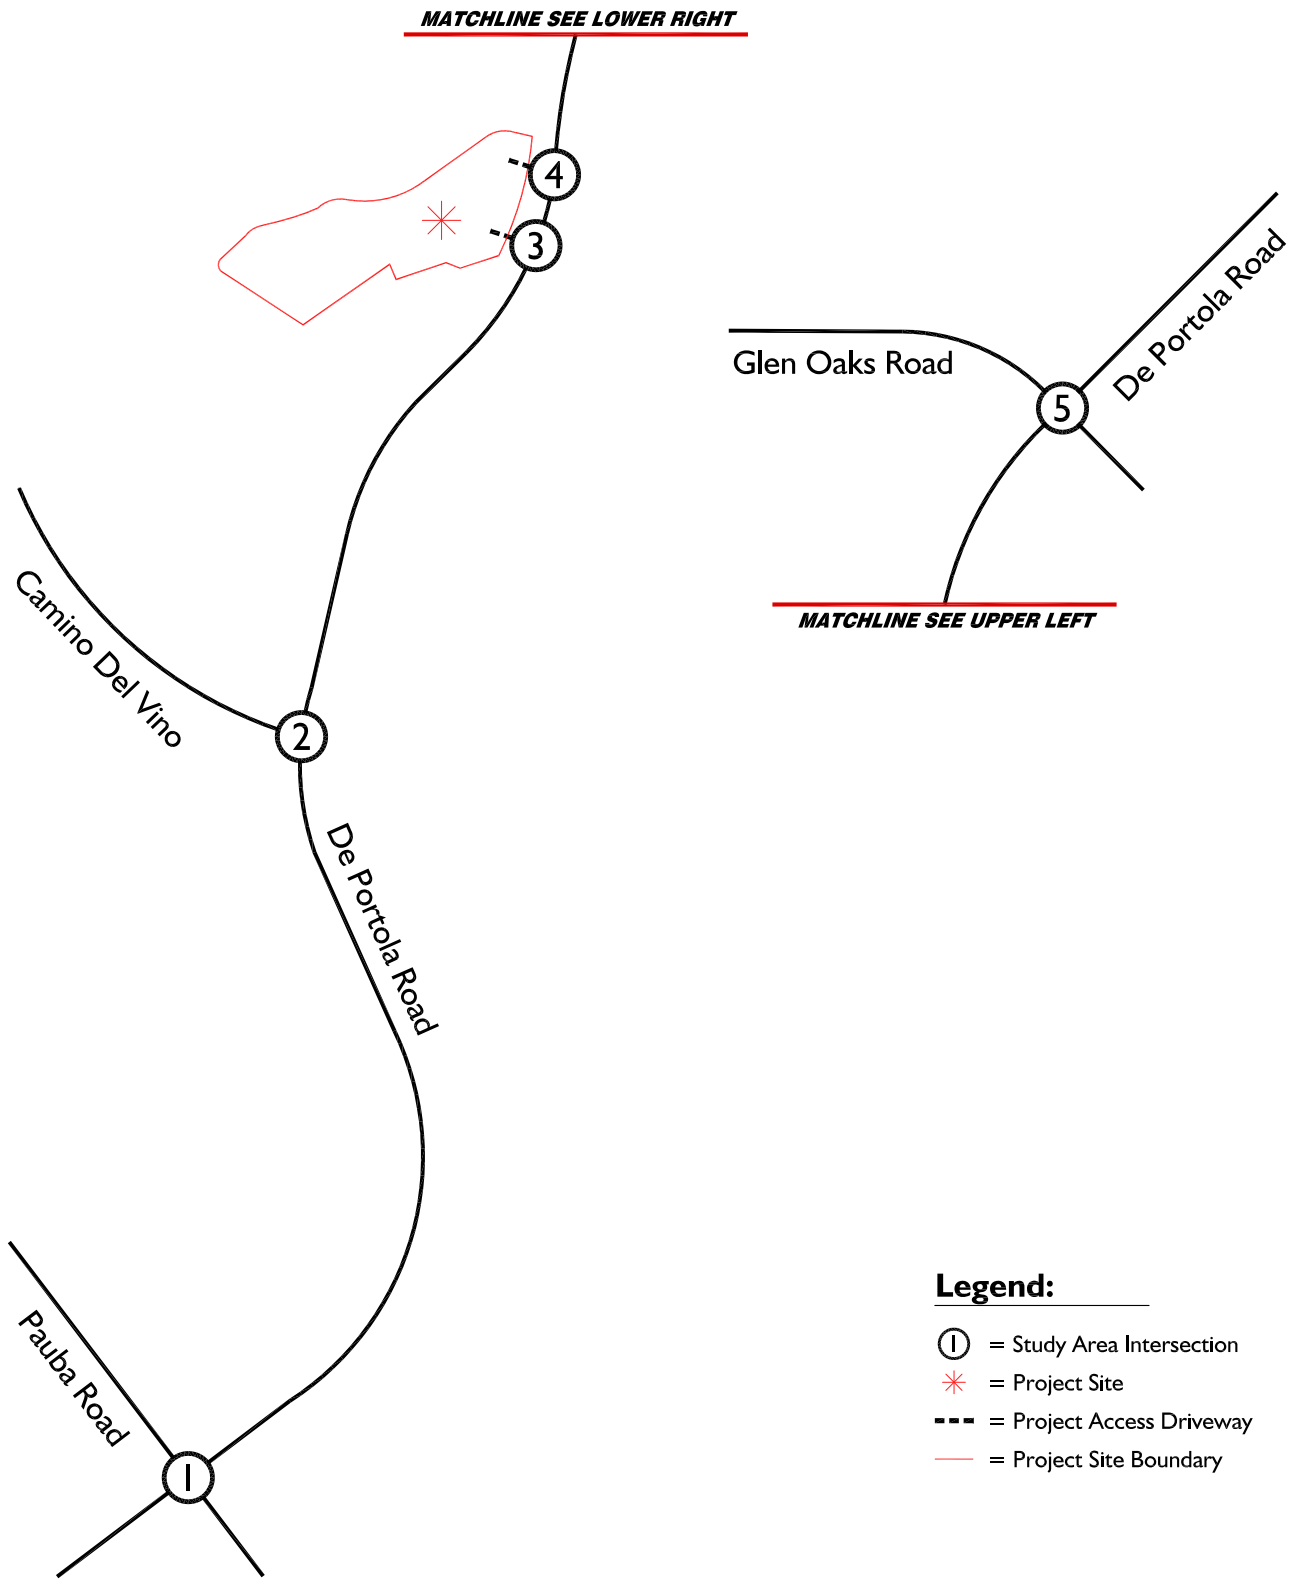 MATCHLINE SEE LOWER RIGHT
4
3
De Portola Road
Glen Oaks Road
5
MATCHLINE SEE UPPER LEFT
Camino Del Vino
2
De Portola Road
Pauba Road
1
Legend:
1 = Study Area Intersection
= Project Site
= Project Access Driveway
= Project Site Boundary